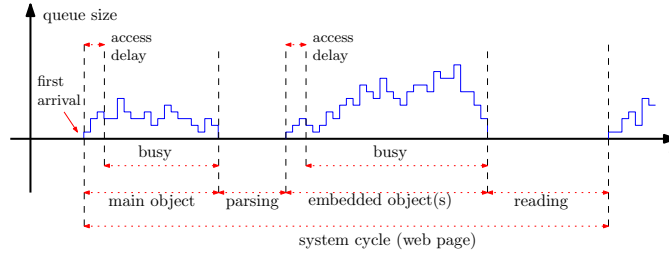 queue size
access
delay
access
delay
first
arrival
busy
busy
main object
parsing
embedded object(s)
reading
system cycle (web page)